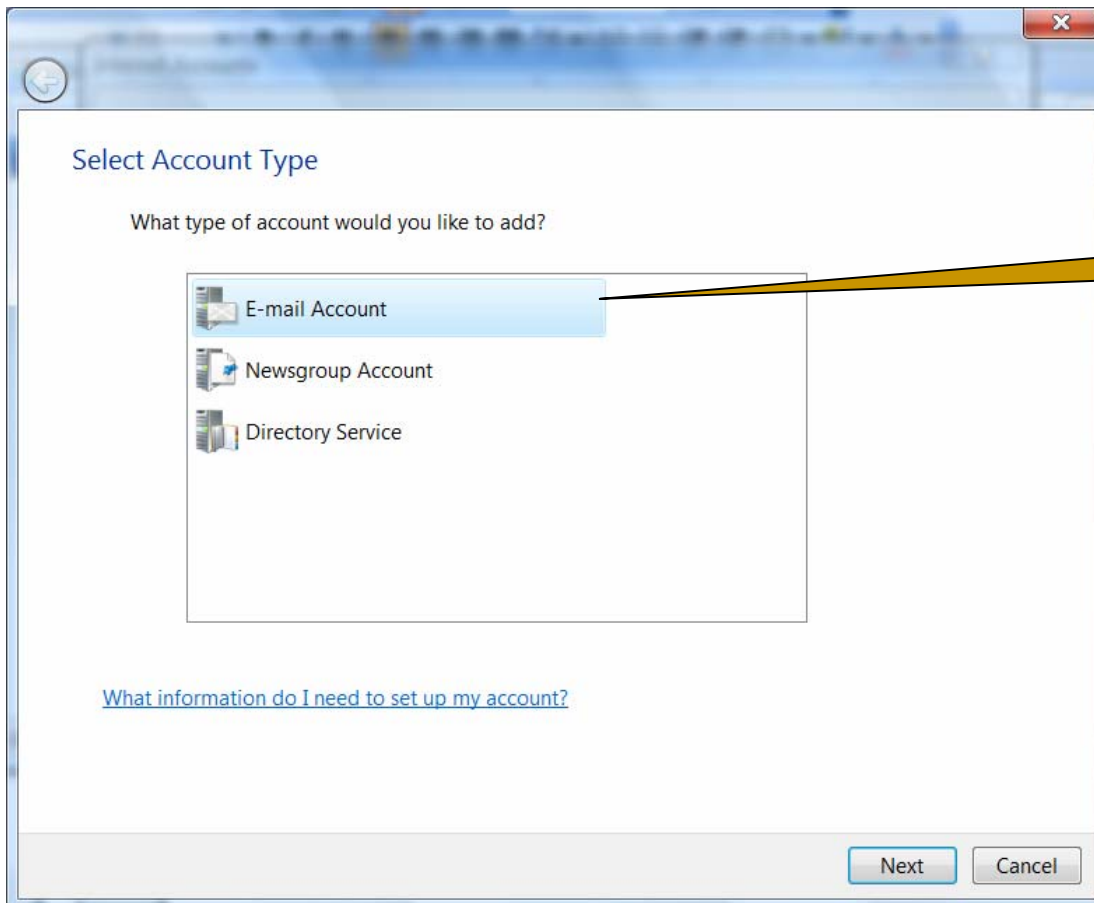 Select Account Type
What type of account would you like to add?
E-mail Account
Newsgroup Account
Directory Service
What information do I need to set up my account?
Next
Cancel